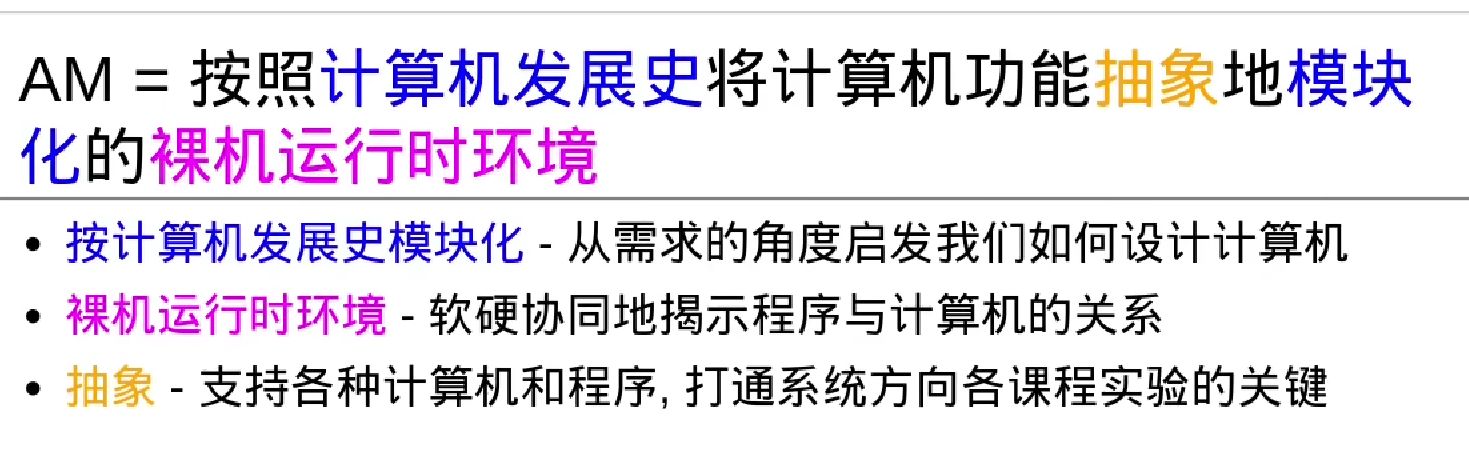 AM = 按照计算机发展史将计算机功能抽象地模块
化的裸机运行时环境
• 按计算机发展史模块化 - 从需求的角度启发我们如何设计计算机
• 裸机运行时环境 - 软硬协同地揭示程序与计算机的关系
• 抽象 - 支持各种计算机和程序, 打通系统方向各课程实验的关键